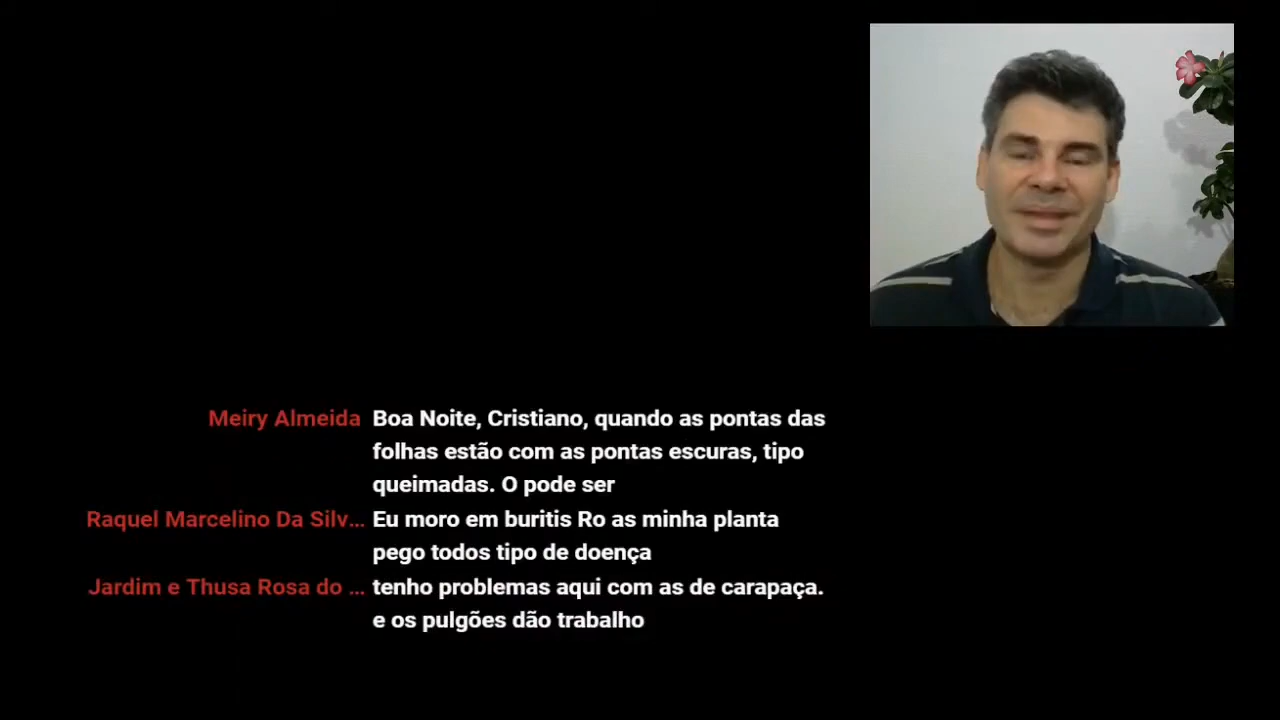 Meiry Almeida Boa Noite, Cristiano, quando as pontas das
folhas estão com as pontas escuras, tipo
queimadas. O pode ser
Raquel Marcelino Da Silv... Eu moro em buritis Ro as minha planta
pego todos tipo de doença
Jardim e Thusa Rosa do ... tenho problemas aqui com as de carapaça.
e os pulgões dão trabalho